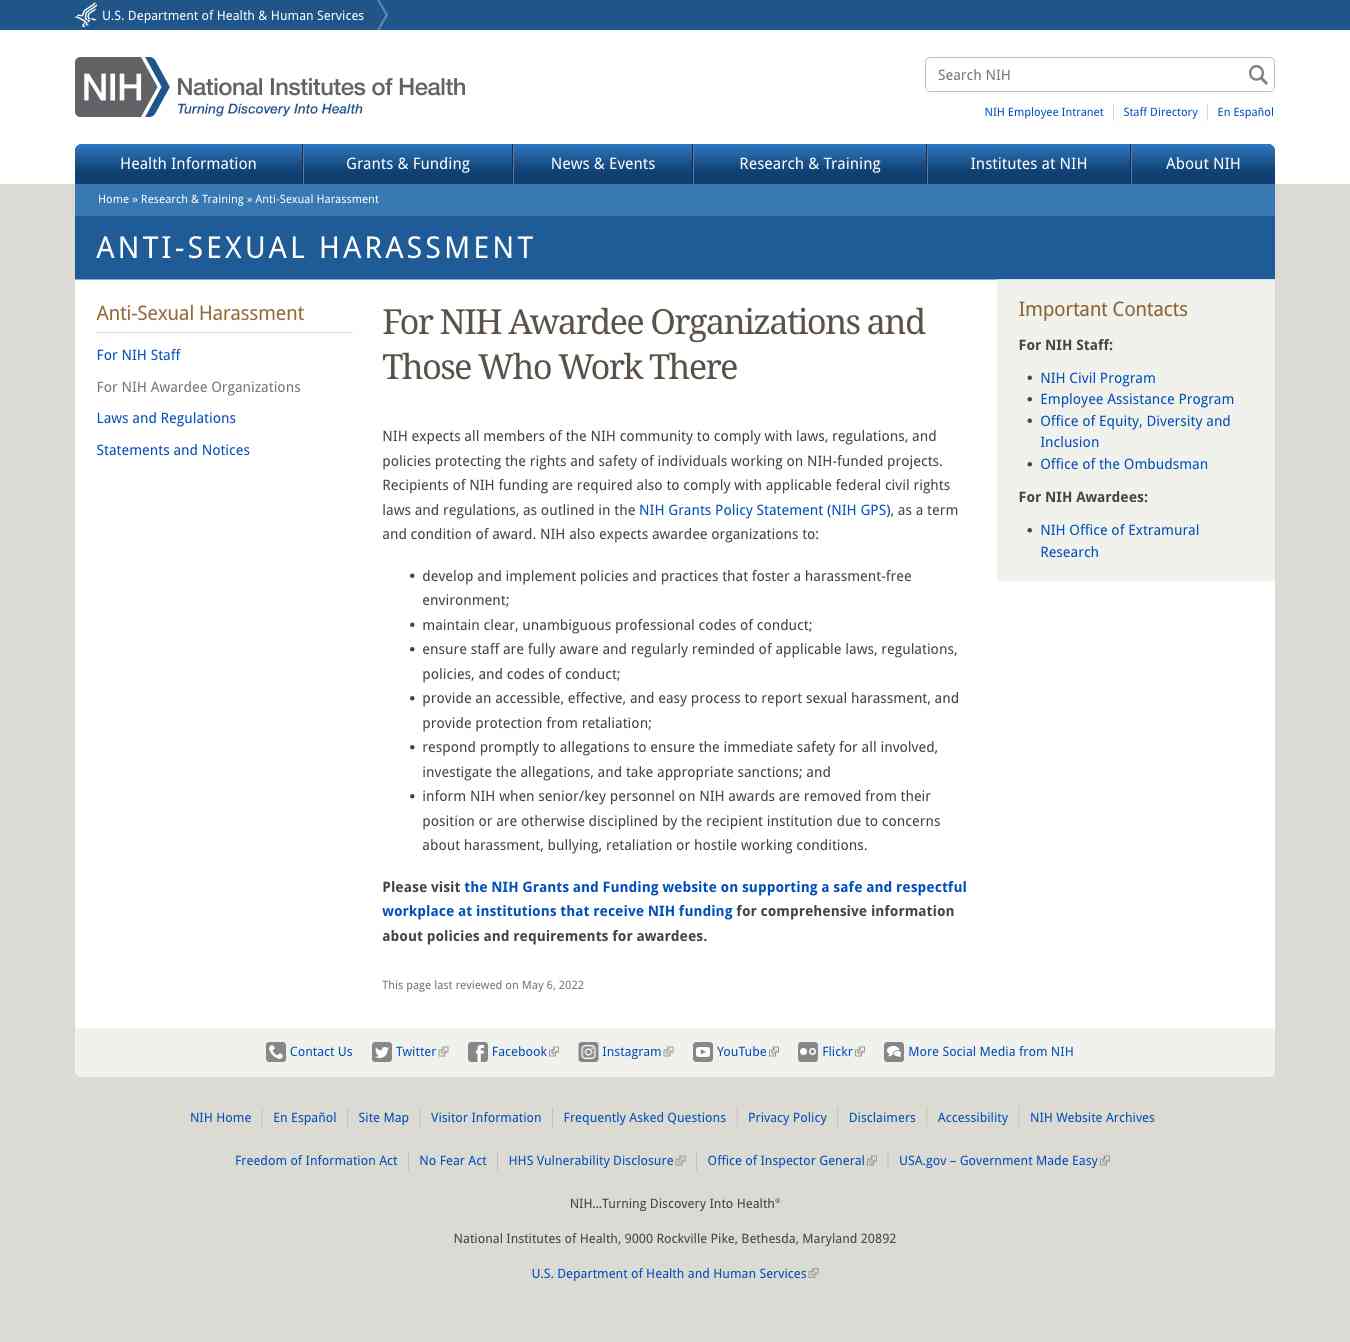 U.S. Department of Health & Human Services
NIH National Institutes of Health
Turning Discovery Into Health
Search NIH
NIH Employee Intranet
Staff Directory
En Español
Health Information
Grants & Funding
News & Events
Research & Training
Institutes at NIH
About NIH
Home » Research & Training » Anti-Sexual Harassment
ANTI-SEXUAL HARASSMENT
Anti-Sexual Harassment
For NIH Staff
For NIH Awardee Organizations
Laws and Regulations
Statements and Notices
For NIH Awardee Organizations and
Those Who Work There
NIH expects all members of the NIH community to comply with laws, regulations, and
policies protecting the rights and safety of individuals working on NIH-funded projects.
Recipients of NIH funding are required also to comply with applicable federal civil rights
laws and regulations, as outlined in the NIH Grants Policy Statement (NIH GPS), as a term
and condition of award. NIH also expects awardee organizations to:
• develop and implement policies and practices that foster a harassment-free
environment;
• maintain clear, unambiguous professional codes of conduct;
• ensure staff are fully aware and regularly reminded of applicable laws, regulations,
policies, and codes of conduct;
• provide an accessible, effective, and easy process to report sexual harassment, and
provide protection from retaliation;
• respond promptly to allegations to ensure the immediate safety for all involved,
investigate the allegations, and take appropriate sanctions; and
• inform NIH when senior/key personnel on NIH awards are removed from their
position or are otherwise disciplined by the recipient institution due to concerns
about harassment, bullying, retaliation or hostile working conditions.
Please visit the NIH Grants and Funding website on supporting a safe and respectful
workplace at institutions that receive NIH funding for comprehensive information
about policies and requirements for awardees.
This page last reviewed on May 6, 2022
Important Contacts
For NIH Staff:
• NIH Civil Program
• Employee Assistance Program
• Office of Equity, Diversity and
Inclusion
• Office of the Ombudsman
For NIH Awardees:
• NIH Office of Extramural
Research
Contact Us
Twitter
Facebook
Instagram
YouTube
Flickr
More Social Media from NIH
NIH Home
En Español
Site Map
Visitor Information
Frequently Asked Questions
Privacy Policy
Disclaimers
Accessibility
NIH Website Archives
Freedom of Information Act
No Fear Act
HHS Vulnerability Disclosure
Office of Inspector General
USA.gov – Government Made Easy
NIH…Turning Discovery Into Health®
National Institutes of Health, 9000 Rockville Pike, Bethesda, Maryland 20892
U.S. Department of Health and Human Services